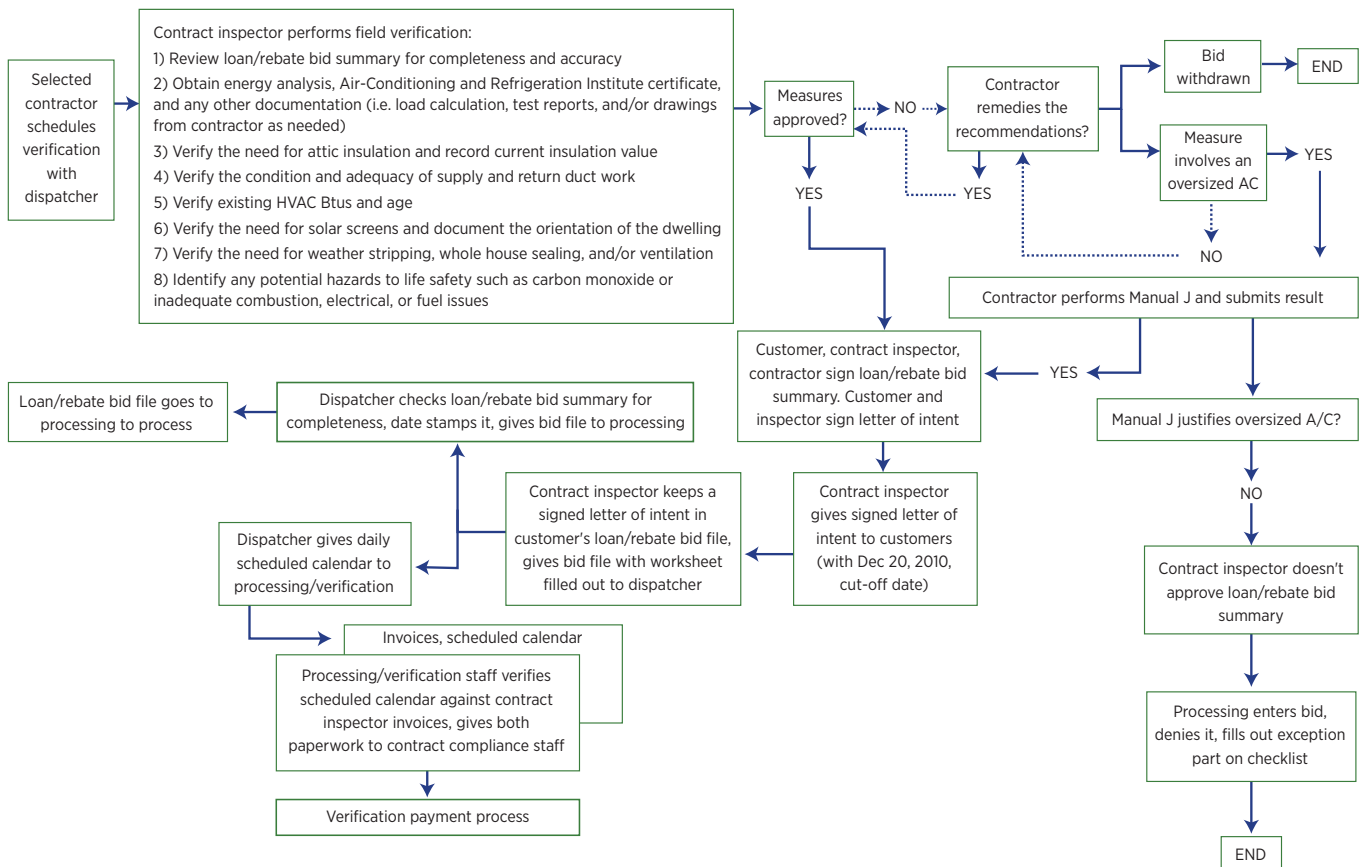 Selected
contractor
schedules
verification
with
dispatcher
Contract inspector performs field verification:
1) Review loan/rebate bid summary for completeness and accuracy
2) Obtain energy analysis, Air-Conditioning and Refrigeration Institute certificate,
and any other documentation (i.e. load calculation, test reports, and/or drawings
from contractor as needed)
3) Verify the need for attic insulation and record current insulation value
4) Verify the condition and adequacy of supply and return duct work
5) Verify existing HVAC Btus and age
6) Verify the need for solar screens and document the orientation of the dwelling
7) Verify the need for weather stripping, whole house sealing, and/or ventilation
8) Identify any potential hazards to life safety such as carbon monoxide or
inadequate combustion, electrical, or fuel issues
Measures
approved?
NO
YES
Contractor
remedies the
recommendations?
YES
Bid
withdrawn
END
Measure
involves an
oversized AC
YES
NO
Contractor performs Manual J and submits result
YES
Manual J justifies oversized A/C?
NO
Contract inspector doesn't
approve loan/rebate bid
summary
Processing enters bid,
denies it, fills out exception
part on checklist
END
Customer, contract inspector,
contractor sign loan/rebate bid
summary. Customer and
inspector sign letter of intent
Contract inspector
gives signed letter of
intent to customers
(with Dec 20, 2010,
cut-off date)
Contract inspector keeps a
signed letter of intent in
customer's loan/rebate bid file,
gives bid file with worksheet
filled out to dispatcher
Dispatcher checks loan/rebate bid summary for
completeness, date stamps it, gives bid file to processing
Loan/rebate bid file goes to
processing to process
Dispatcher gives daily
scheduled calendar to
processing/verification
Invoices, scheduled calendar
Processing/verification staff verifies
scheduled calendar against contract
inspector invoices, gives both
paperwork to contract compliance staff
Verification payment process